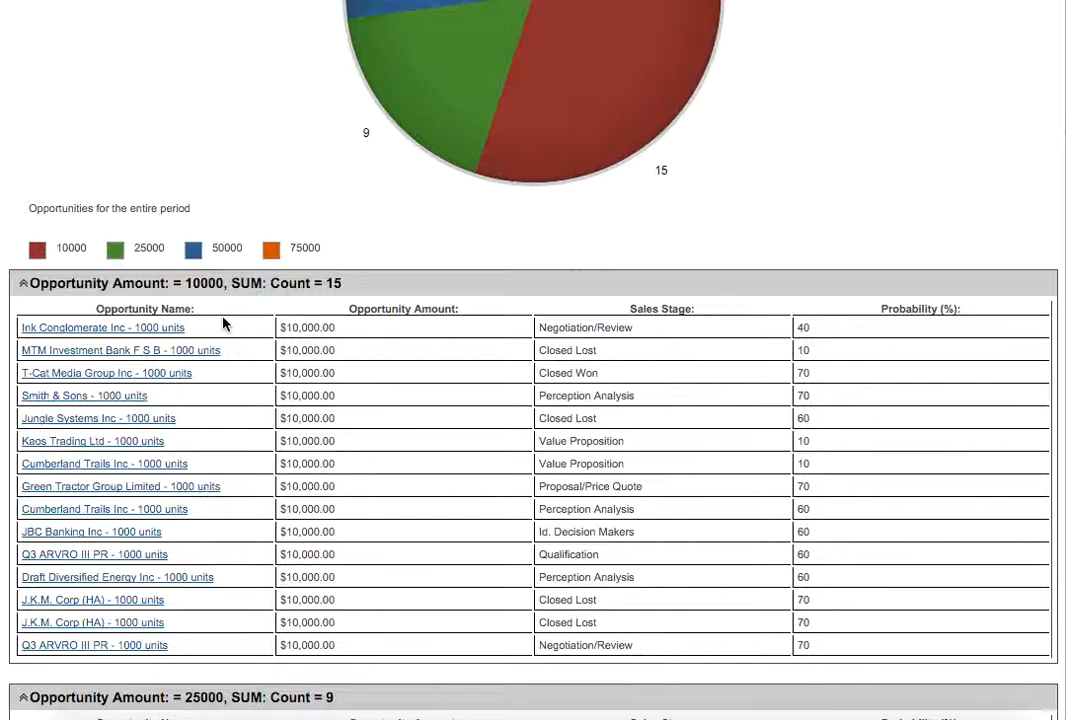 9
15
Opportunities for the entire period
10000 25000 50000 75000
Opportunity Amount: = 10000, SUM: Count = 15
Opportunity Name: Opportunity Amount: Sales Stage: Probability (%):
Ink Conglomerate Inc - 1000 units $10,000.00 Negotiation/Review 40
MTM Investment Bank F S B - 1000 units $10,000.00 Closed Lost 10
T-Cat Media Group Inc - 1000 units $10,000.00 Closed Won 70
Smith & Sons - 1000 units $10,000.00 Perception Analysis 70
Jungle Systems Inc - 1000 units $10,000.00 Closed Lost 60
Kaos Trading Ltd - 1000 units $10,000.00 Value Proposition 10
Cumberland Trails Inc - 1000 units $10,000.00 Value Proposition 10
Green Tractor Group Limited - 1000 units $10,000.00 Proposal/Price Quote 70
Cumberland Trails Inc - 1000 units $10,000.00 Perception Analysis 60
JBC Banking Inc - 1000 units $10,000.00 Id. Decision Makers 60
Q3 ARVRO III PR - 1000 units $10,000.00 Qualification 60
Draft Diversified Energy Inc - 1000 units $10,000.00 Perception Analysis 60
J.K.M. Corp (HA) - 1000 units $10,000.00 Closed Lost 70
J.K.M. Corp (HA) - 1000 units $10,000.00 Closed Lost 70
Q3 ARVRO III PR - 1000 units $10,000.00 Negotiation/Review 70
Opportunity Amount: = 25000, SUM: Count = 9